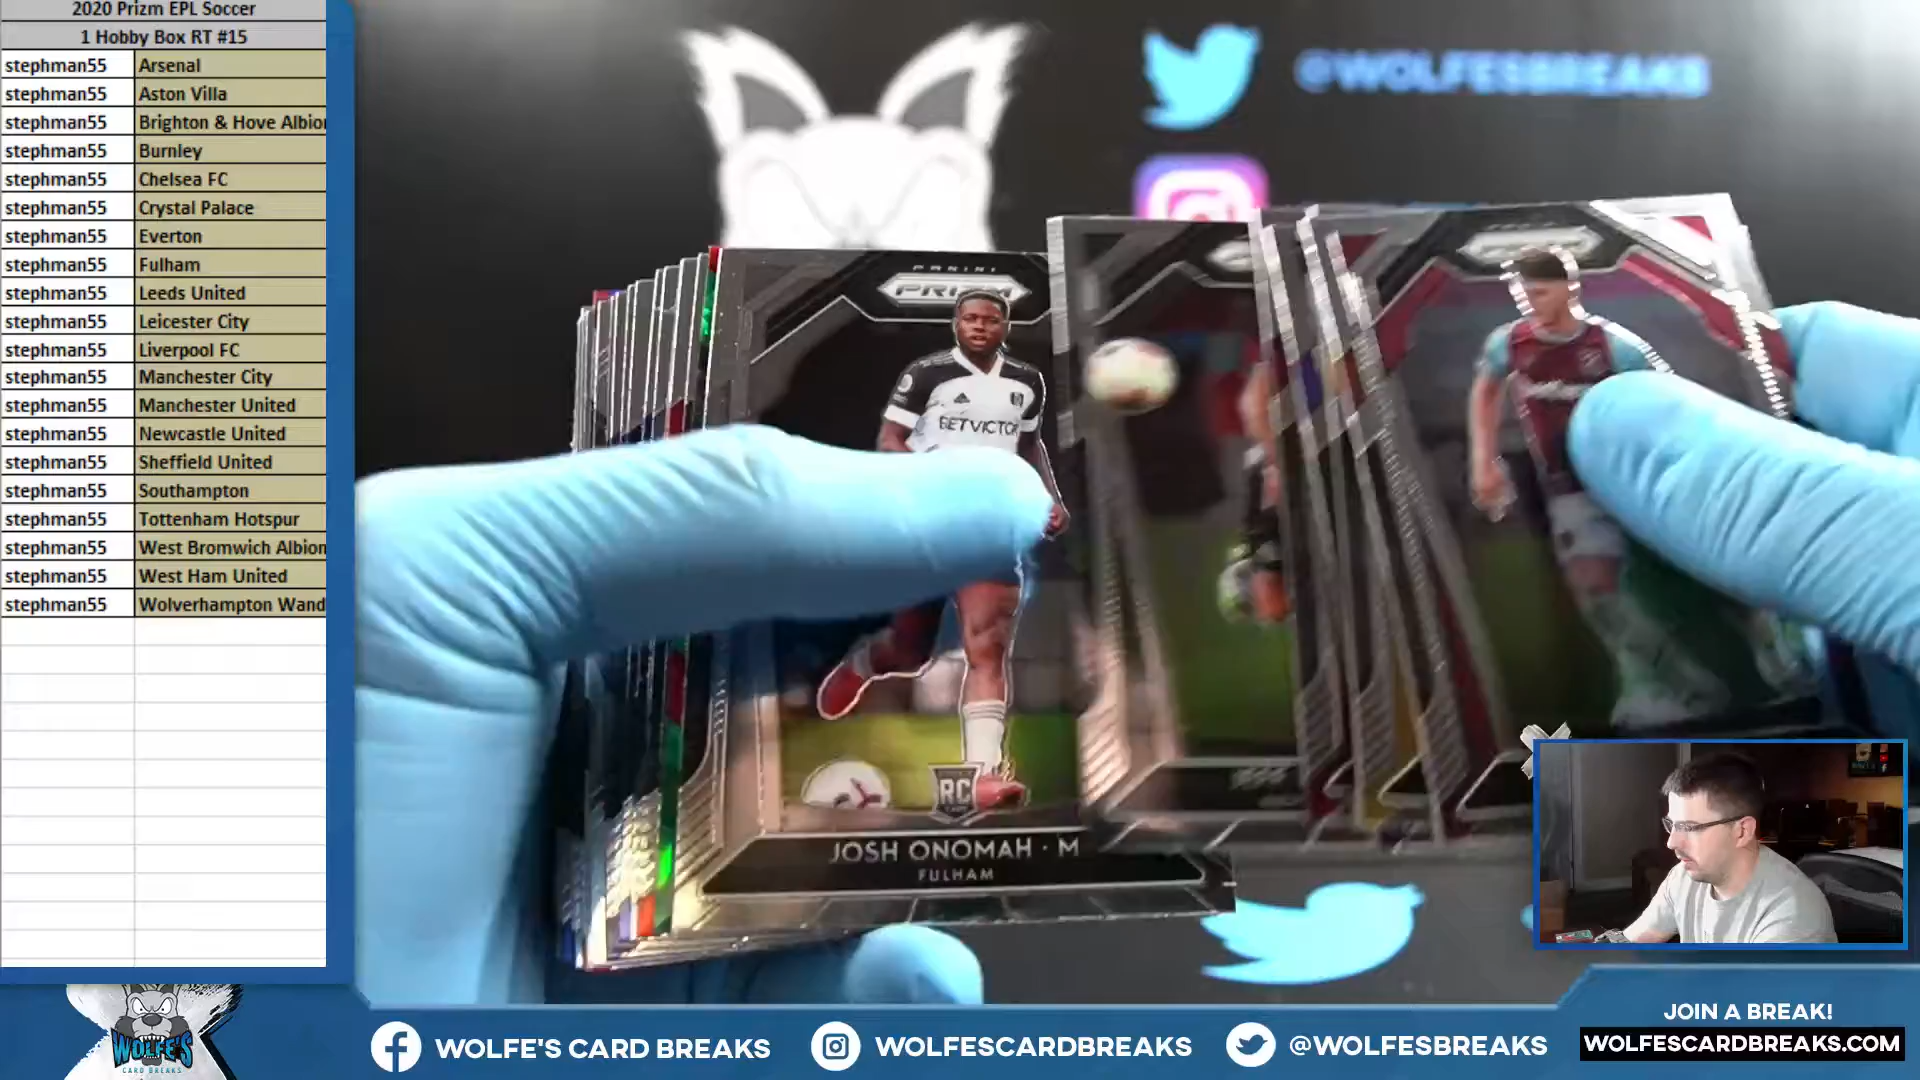 2020 Prizm EPL Soccer
1 Hobby Box RT #15
stephman55 Arsenal
stephman55 Aston Villa
stephman55 Brighton & Hove Albion
stephman55 Burnley
stephman55 Chelsea FC
stephman55 Crystal Palace
stephman55 Everton
stephman55 Fulham
stephman55 Leeds United
stephman55 Leicester City
stephman55 Liverpool FC
stephman55 Manchester City
stephman55 Manchester United
stephman55 Newcastle United
stephman55 Sheffield United
stephman55 Southampton
stephman55 Tottenham Hotspur
stephman55 West Bromwich Albion
stephman55 West Ham United
stephman55 Wolverhampton Wand
@WOLFESBREAKS
PANINI
PRIZM
BETVICTOR
RC
JOSH ONOMAH · M
FULHAM
WOLFE'S
CARD BREAKS
WOLFE'S CARD BREAKS
WOLFESCARDBREAKS
@WOLFESBREAKS
JOIN A BREAK!
WOLFESCARDBREAKS.COM